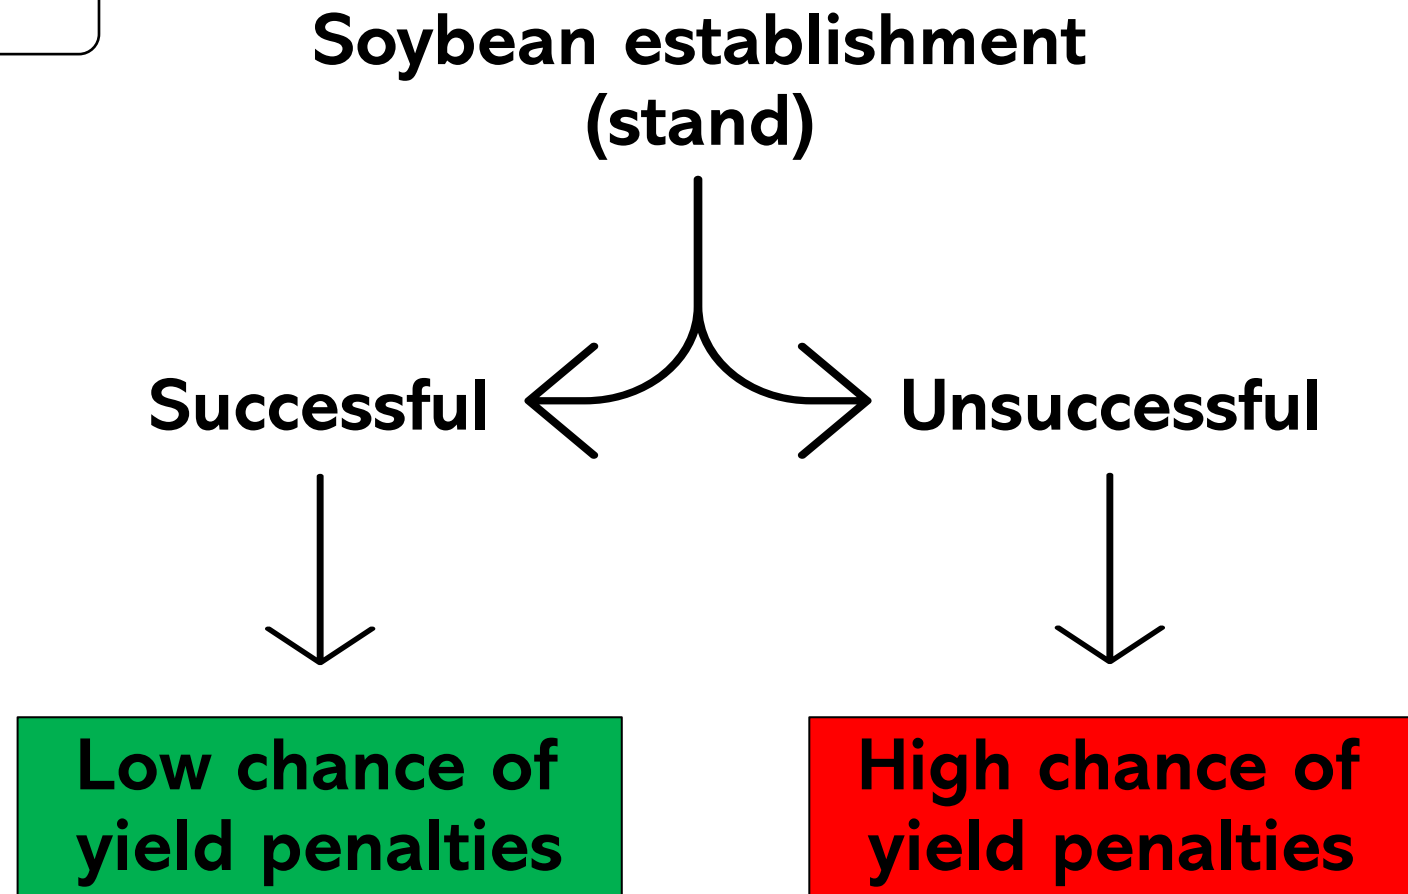 Soybean establishment
(stand)
Successful
Unsuccessful
Low chance of
yield penalties
High chance of
yield penalties